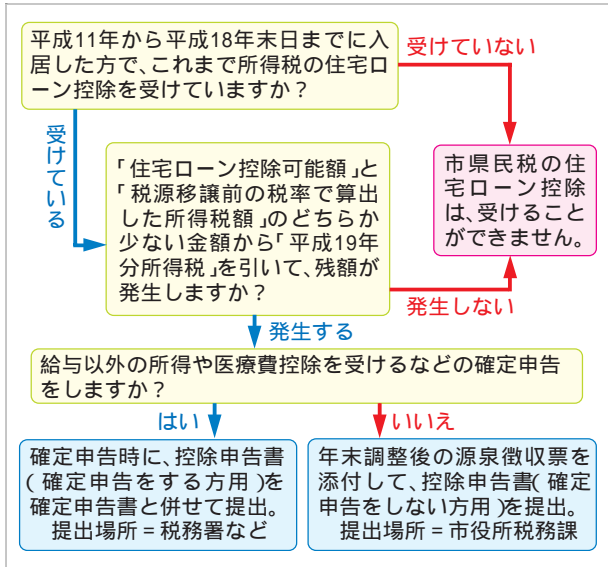 平成11年から平成18年末日までに入
居した方で、これまで所得税の住宅ロ
ーン控除を受けていますか？
受けていない
受けている
「住宅ローン控除可能額」と
「税源移譲前の税率で算出
した所得税額」のどちらか
少ない金額から「平成19年
分所得税」を引いて、残額が
発生しますか？
市県民税の住
宅ローン控除
は、受けること
ができません。
発生しない
発生する
給与以外の所得や医療費控除を受けるなどの確定申告
をしますか？
はい
いいえ
確定申告時に、控除申告書
（確定申告をする方用）を
確定申告書と併せて提出。
提出場所＝税務署など
年末調整後の源泉徴収票を
添付して、控除申告書（確定
申告をしない方用）を提出。
提出場所＝市役所税務課